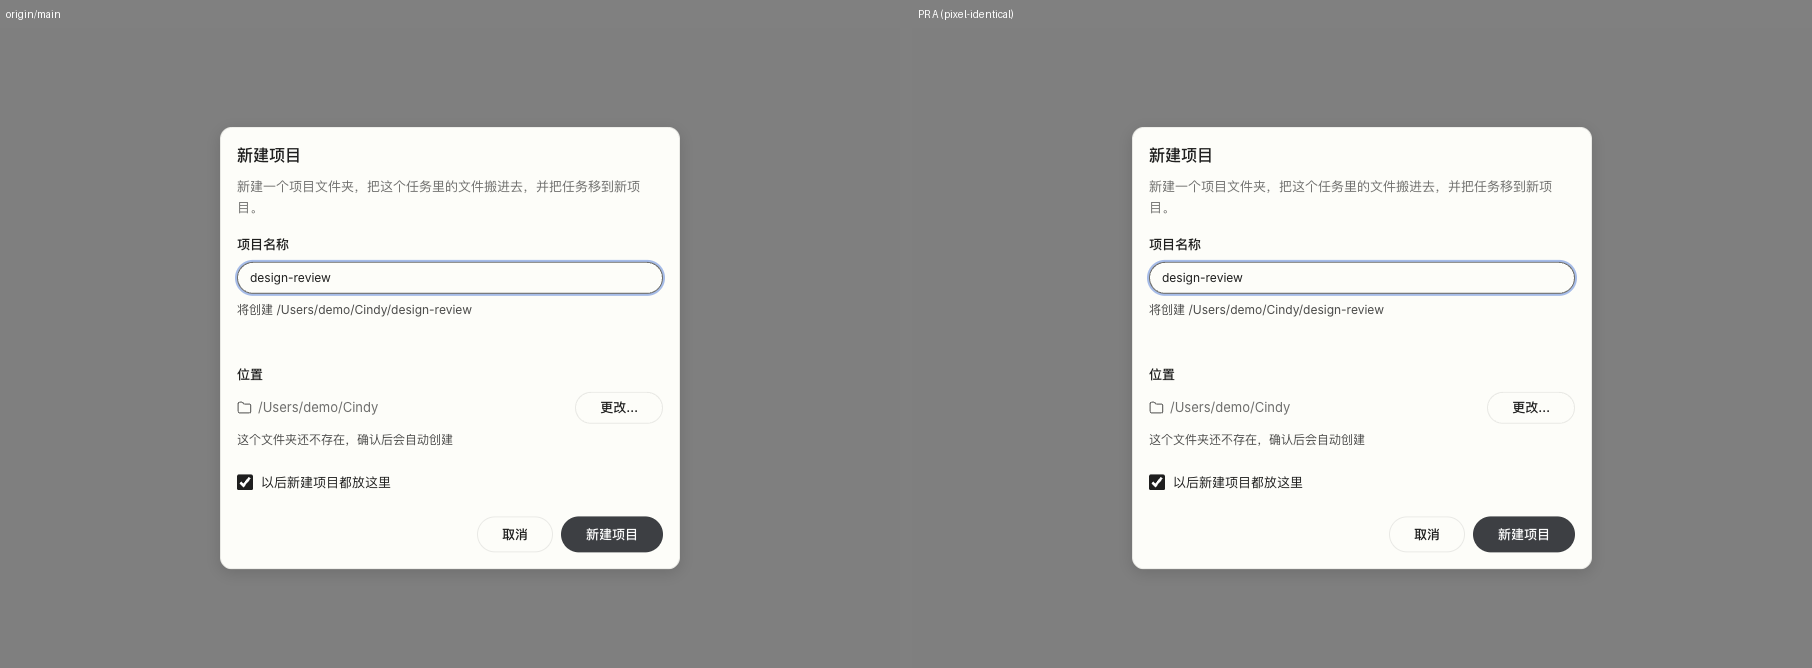 origin/main
新建项目
新建一个项目文件夹，把这个任务里的文件搬进去，并把任务移到新项
目。
项目名称
design-review
将创建 /Users/demo/Cindy/design-review
位置
/Users/demo/Cindy
更改...
这个文件夹还不存在，确认后会自动创建
以后新建项目都放这里
取消
新建项目
PR A (pixel-identical)
新建项目
新建一个项目文件夹，把这个任务里的文件搬进去，并把任务移到新项
目。
项目名称
design-review
将创建 /Users/demo/Cindy/design-review
位置
/Users/demo/Cindy
更改...
这个文件夹还不存在，确认后会自动创建
以后新建项目都放这里
取消
新建项目